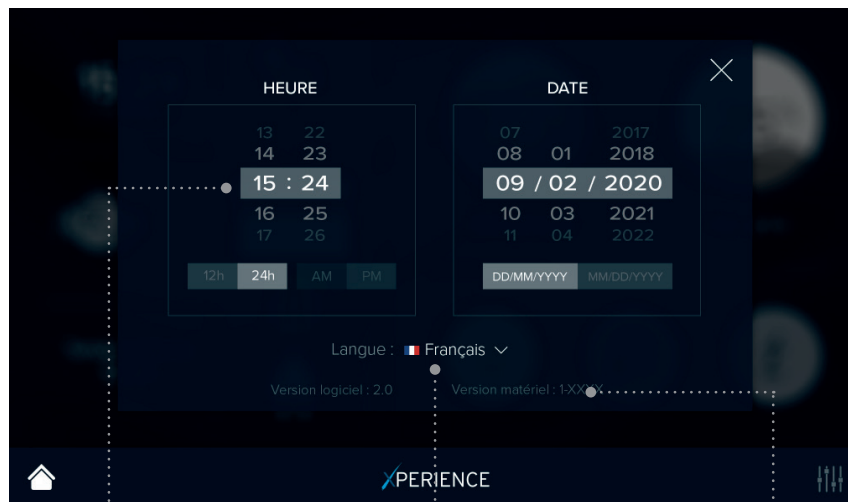 HEURE
DATE
13 22
14 23
15 : 24
16 25
17 26
07 2017
08 01 2018
09 / 02 / 2020
10 03 2021
11 04 2022
12h 24h AM PM
DD/MM/YYYY MM/DD/YYYY
Langue : Français
Version logiciel : 2.0 Version matériel : 1-XXXX
XPERIENCE